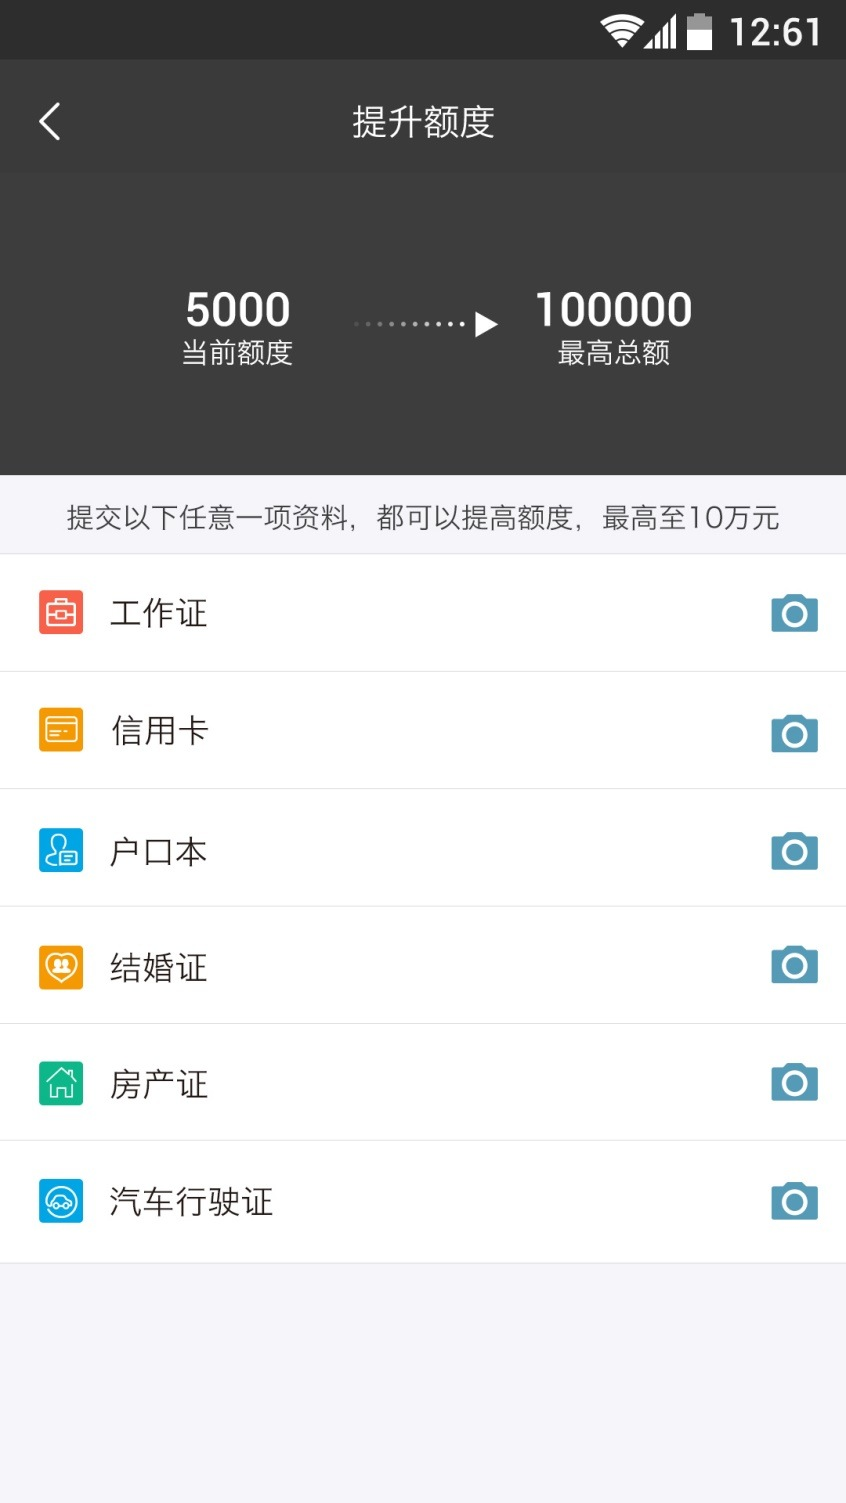 12:61
提升额度
5000
100000
当前额度
最高总额
提交以下任意一项资料，都可以提高额度，最高至10万元
工作证
信用卡
户口本
结婚证
房产证
汽车行驶证